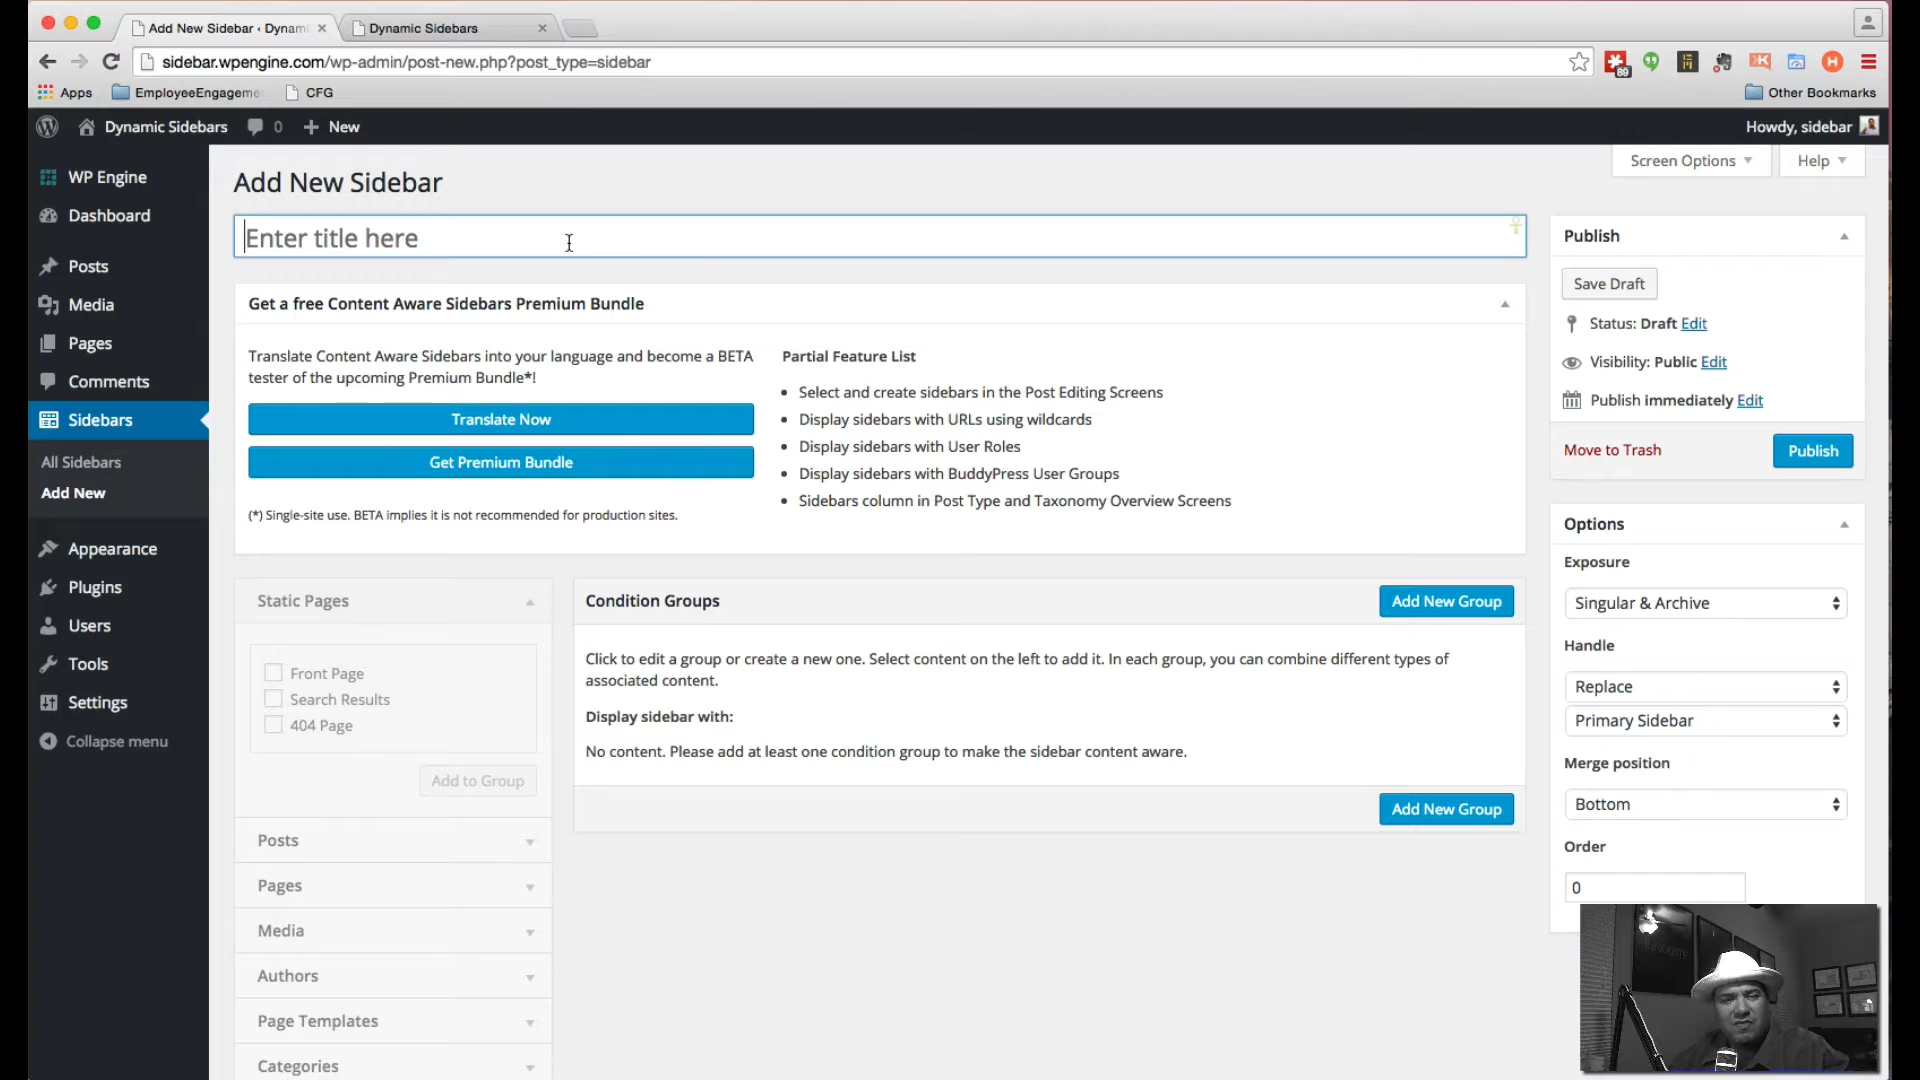 Add New Sidebar ‹ Dynami
Dynamic Sidebars
sidebar.wpengine.com/wp-admin/post-new.php?post_type=sidebar
69
H
Apps
EmployeeEngageme
CFG
Other Bookmarks
Dynamic Sidebars
0
New
Howdy, sidebar
WP Engine
Dashboard
Posts
Media
Pages
Comments
Sidebars
All Sidebars
Add New
Appearance
Plugins
Users
Tools
Settings
Collapse menu
Screen Options
Help
Add New Sidebar
Enter title here
Get a free Content Aware Sidebars Premium Bundle
Translate Content Aware Sidebars into your language and become a BETA
tester of the upcoming Premium Bundle*!
Translate Now
Get Premium Bundle
(*) Single-site use. BETA implies it is not recommended for production sites.
Partial Feature List
Select and create sidebars in the Post Editing Screens
Display sidebars with URLs using wildcards
Display sidebars with User Roles
Display sidebars with BuddyPress User Groups
Sidebars column in Post Type and Taxonomy Overview Screens
Static Pages
Front Page
Search Results
404 Page
Add to Group
Posts
Pages
Media
Authors
Page Templates
Categories
Condition Groups
Add New Group
Click to edit a group or create a new one. Select content on the left to add it. In each group, you can combine different types of
associated content.
Display sidebar with:
No content. Please add at least one condition group to make the sidebar content aware.
Add New Group
Publish
Save Draft
Status: Draft Edit
Visibility: Public Edit
Publish immediately Edit
Move to Trash
Publish
Options
Exposure
Singular & Archive
Handle
Replace
Primary Sidebar
Merge position
Bottom
Order
0